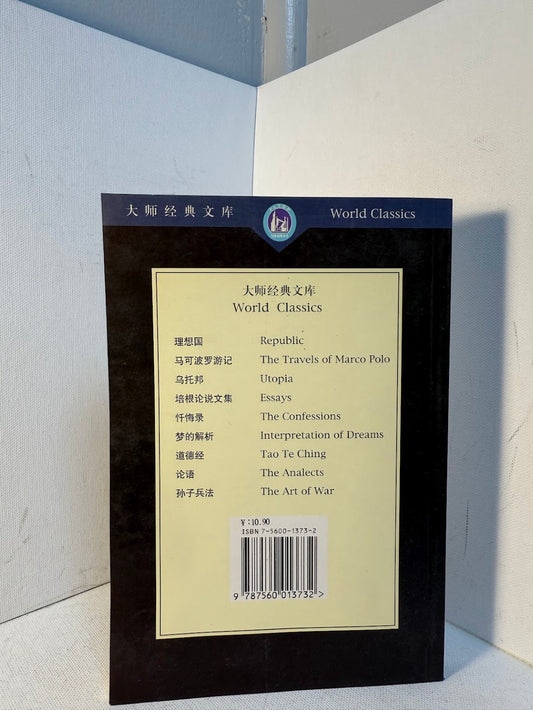 大师经典文库 World Classics
大师经典文库
World Classics
理想国 Republic
马可波罗游记 The Travels of Marco Polo
乌托邦 Utopia
培根论说文集 Essays
忏悔录 The Confessions
梦的解析 Interpretation of Dreams
道德经 Tao Te Ching
论语 The Analects
孙子兵法 The Art of War
¥:10.90
ISBN 7-5600-1373-2
9 787560 013732 >